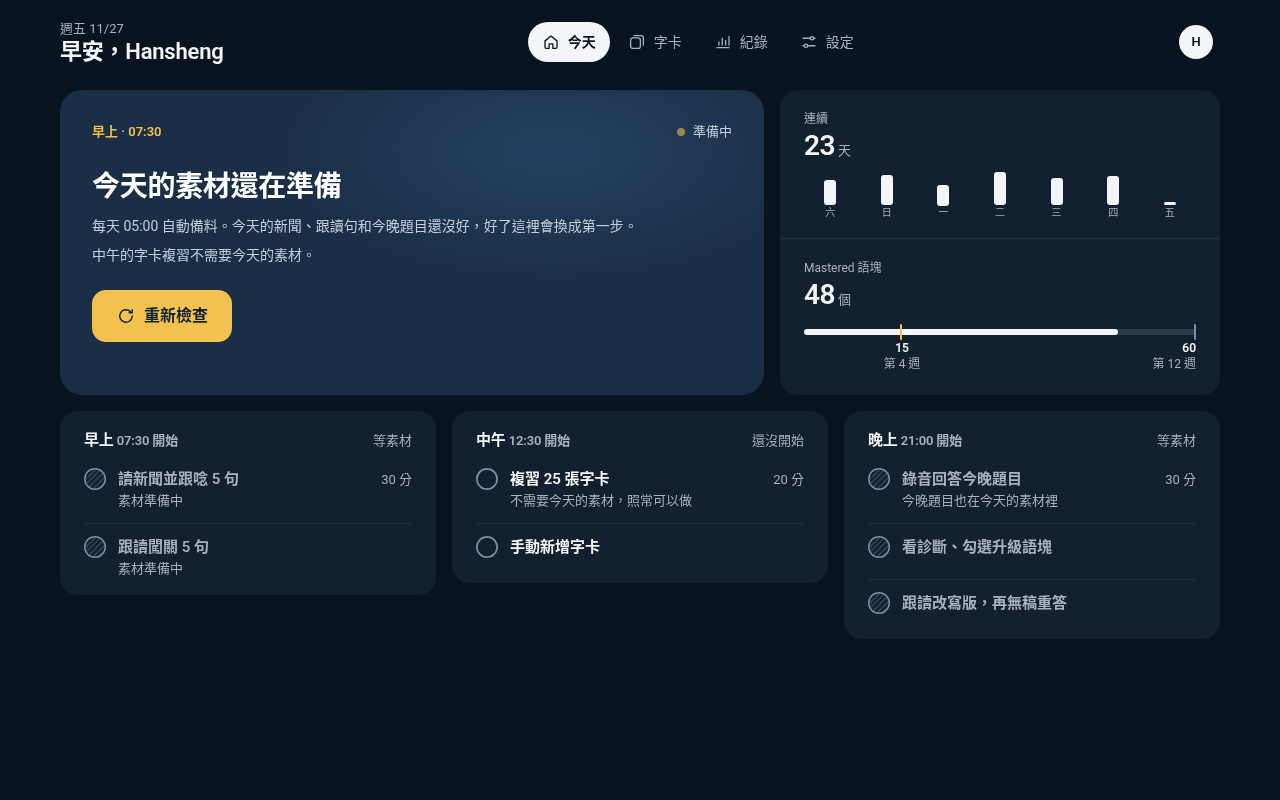 週五 11/27
早安，Hansheng
今天
字卡
紀錄
設定
H
早上 · 07:30
準備中
今天的素材還在準備
每天 05:00 自動備料。今天的新聞、跟讀句和今晚題目還沒好，好了這裡會換成第一步。
中午的字卡複習不需要今天的素材。
重新檢查
連續
23 天
六 日 一 二 三 四 五
Mastered 語塊
48 個
15 60
第 4 週 第 12 週
早上 07:30 開始 等素材
讀新聞並跟唸 5 句 30 分
素材準備中
跟讀闖關 5 句
素材準備中
中午 12:30 開始 還沒開始
複習 25 張字卡 20 分
不需要今天的素材，照常可以做
手動新增字卡
晚上 21:00 開始 等素材
錄音回答今晚題目 30 分
今晚題目也在今天的素材裡
看診斷、勾選升級語塊
跟讀改寫版，再無稿重答